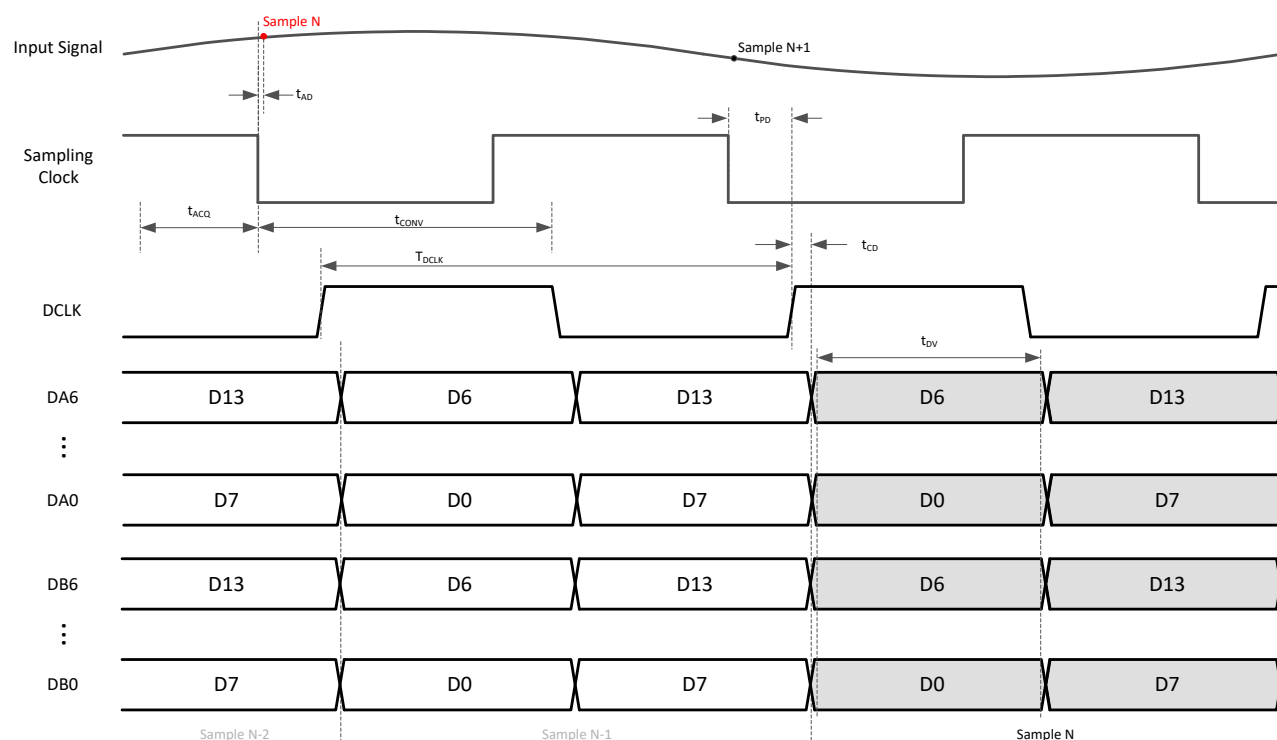 Sample N
Input Signal
Sample N+1
tAD
tPD
Sampling
Clock
tACQ
tCONV
tCD
TDCLK
DCLK
tDV
DA6 D13 D6 D13 D6 D13
⋮
DA0 D7 D0 D7 D0 D7
DB6 D13 D6 D13 D6 D13
⋮
DB0 D7 D0 D7 D0 D7
Sample N-2 Sample N-1 Sample N